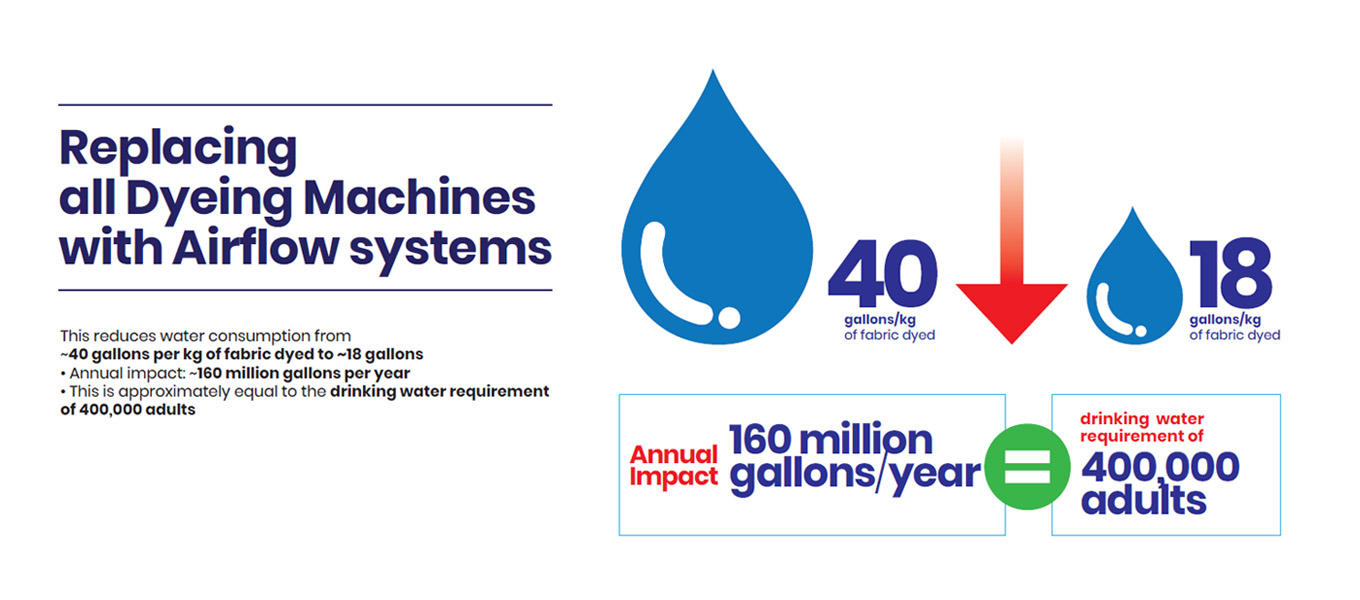 Replacing
all Dyeing Machines
with Airflow systems
This reduces water consumption from
~40 gallons per kg of fabric dyed to ~18 gallons
• Annual impact: ~160 million gallons per year
• This is approximately equal to the drinking water requirement
of 400,000 adults
40
gallons/kg
of fabric dyed
18
gallons/kg
of fabric dyed
Annual
Impact
160 million
gallons/year
=
drinking water
requirement of
400,000
adults